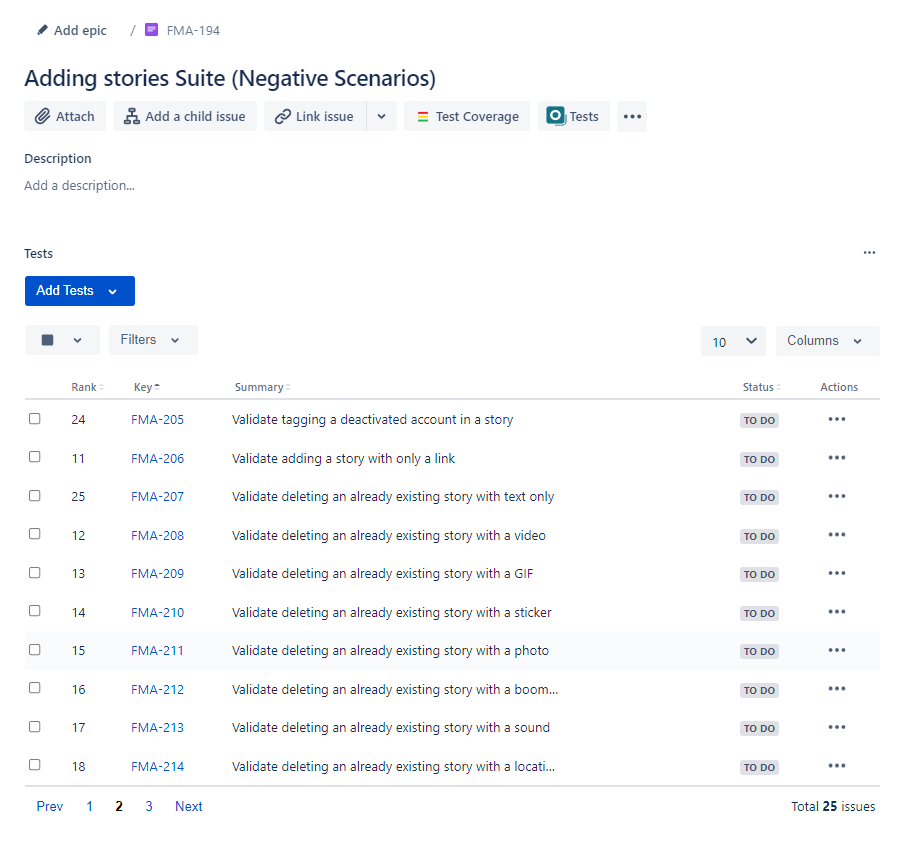 Add epic / FMA-194
Adding stories Suite (Negative Scenarios)
Attach Add a child issue Link issue Test Coverage Tests
Description
Add a description...
Tests
Add Tests
Filters 10 Columns
Rank Key Summary Status Actions
24 FMA-205 Validate tagging a deactivated account in a story TO DO
11 FMA-206 Validate adding a story with only a link TO DO
25 FMA-207 Validate deleting an already existing story with text only TO DO
12 FMA-208 Validate deleting an already existing story with a video TO DO
13 FMA-209 Validate deleting an already existing story with a GIF TO DO
14 FMA-210 Validate deleting an already existing story with a sticker TO DO
15 FMA-211 Validate deleting an already existing story with a photo TO DO
16 FMA-212 Validate deleting an already existing story with a boom... TO DO
17 FMA-213 Validate deleting an already existing story with a sound TO DO
18 FMA-214 Validate deleting an already existing story with a locati... TO DO
Prev 1 2 3 Next Total 25 issues